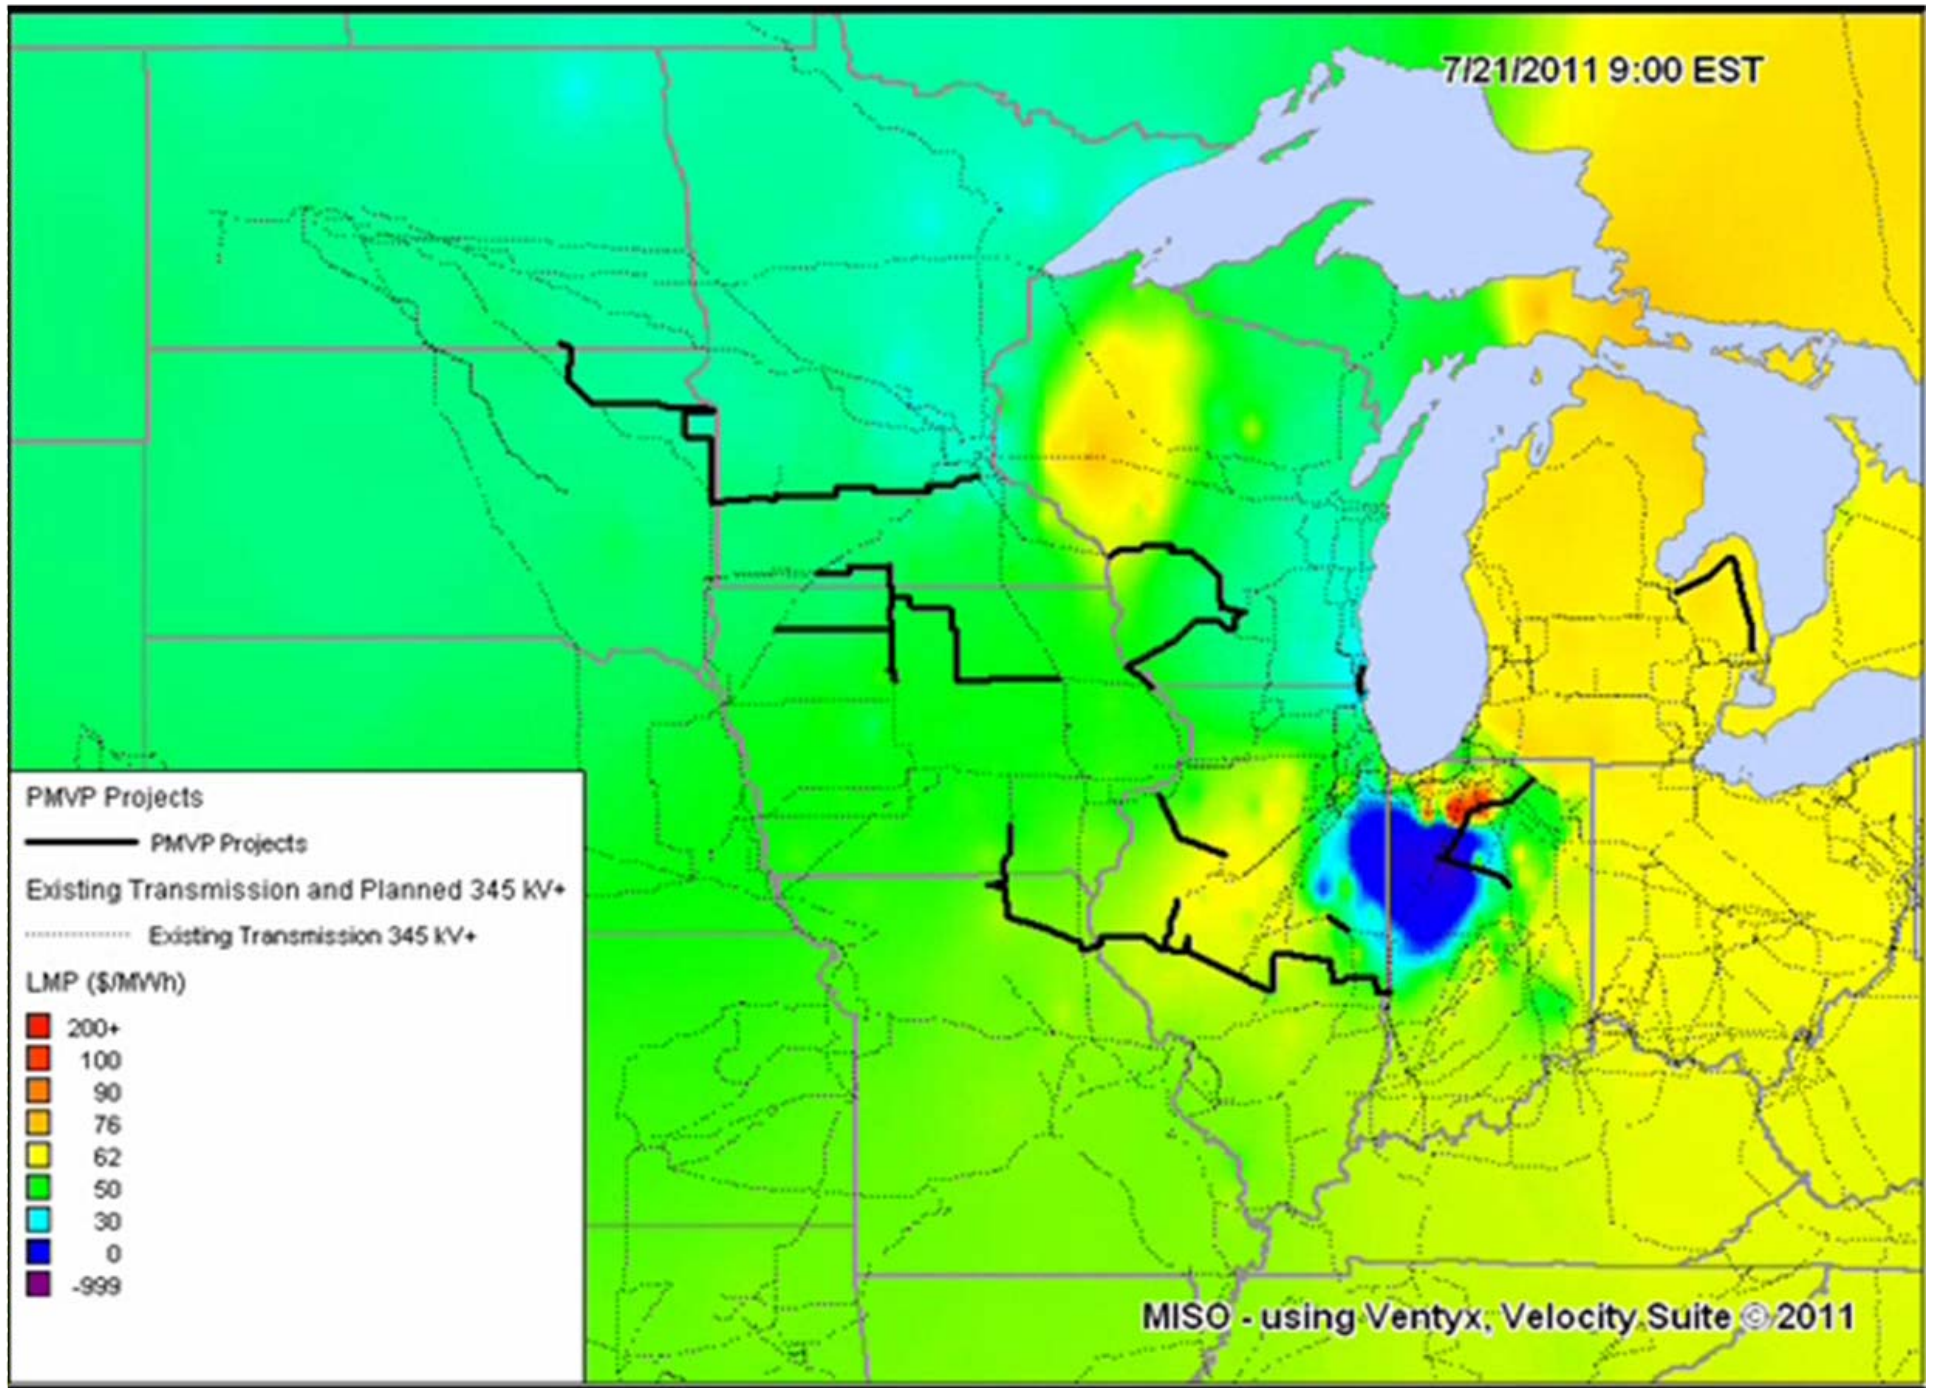 7/21/2011 9:00 EST
PMVP Projects
PMVP Projects
Existing Transmission and Planned 345 kV+
Existing Transmission 345 kV+
LMP ($/MWh)
200+
100
90
76
62
50
30
0
-999
MISO - using Ventyx, Velocity Suite © 2011